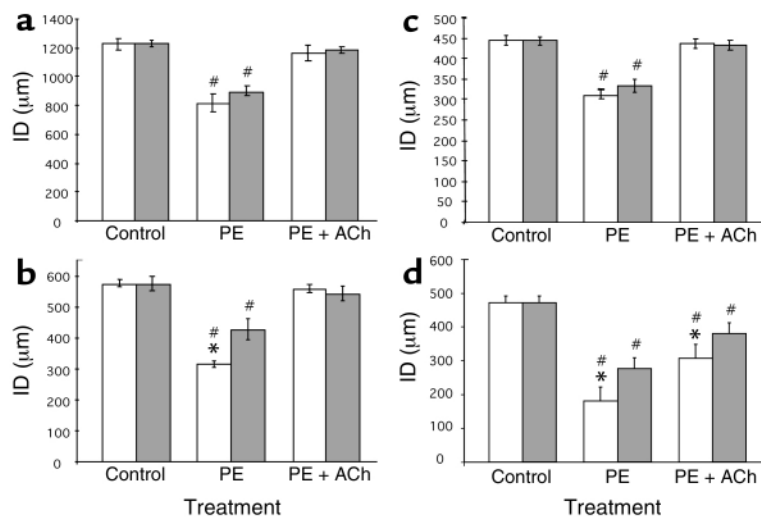 a
1400
1200
1000
800
600
400
200
0
ID (μm)
# #
Control PE PE + ACh
c
450
400
450
350
300
250
200
150
100
50
0
ID (μm)
# #
Control PE PE + ACh
b
600
500
400
300
200
100
0
ID (μm)
#
* #
Control PE PE + ACh
Treatment
d
500
400
300
200
100
0
ID (μm)
#
* #
#
* #
Control PE PE + ACh
Treatment